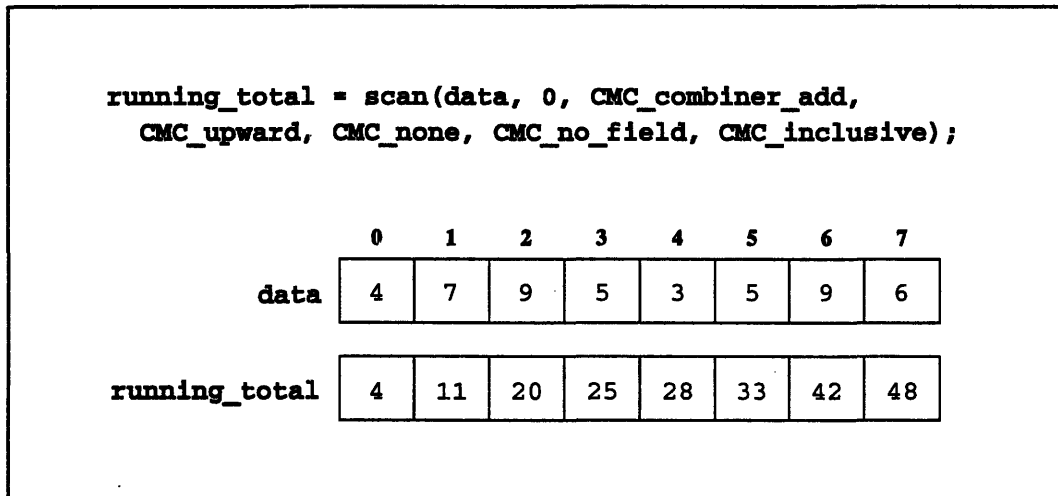 running_total = scan(data, 0, CMC_combiner_add,
CMC_upward, CMC_none, CMC_no_field, CMC_inclusive);
0 1 2 3 4 5 6 7
data 4 7 9 5 3 5 9 6
running_total 4 11 20 25 28 33 42 48